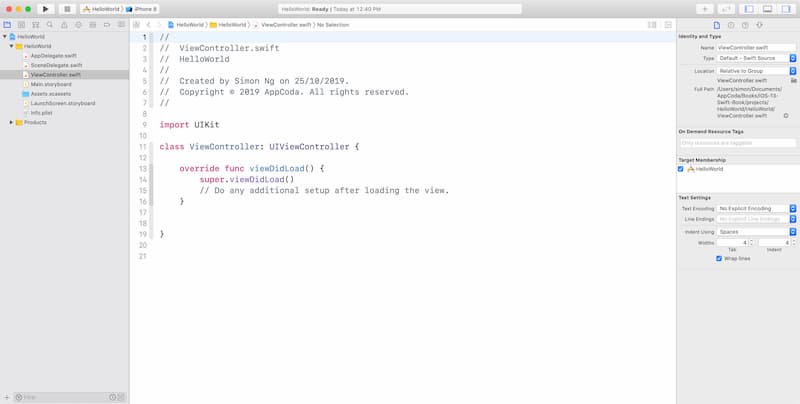 HelloWorld iPhone 8
HelloWorld: Ready | Today at 12:40 PM
HelloWorld
HelloWorld
AppDelegate.swift
SceneDelegate.swift
ViewController.swift
Main.storyboard
Assets.xcassets
LaunchScreen.storyboard
Info.plist
Products
Filter
HelloWorld HelloWorld ViewController.swift No Selection
1 //
2 //  ViewController.swift
3 //  HelloWorld
4 //
5 //  Created by Simon Ng on 25/10/2019.
6 //  Copyright © 2019 AppCoda. All rights reserved.
7 //
8
9 import UIKit
10
11 class ViewController: UIViewController {
12
13     override func viewDidLoad() {
14         super.viewDidLoad()
15         // Do any additional setup after loading the view.
16     }
17
18
19 }
20
21
Identity and Type
Name ViewController.swift
Type Default - Swift Source
Location Relative to Group
ViewController.swift
Full Path /Users/simon/Documents/
AppCoda/Books/iOS-13-
Swift-Book/projects/
HelloWorld/HelloWorld/
ViewController.swift
On Demand Resource Tags
Only resources are taggable
Target Membership
HelloWorld
Text Settings
Text Encoding No Explicit Encoding
Line Endings No Explicit Line Endings
Indent Using Spaces
Widths 4 4
Tab Indent
Wrap lines